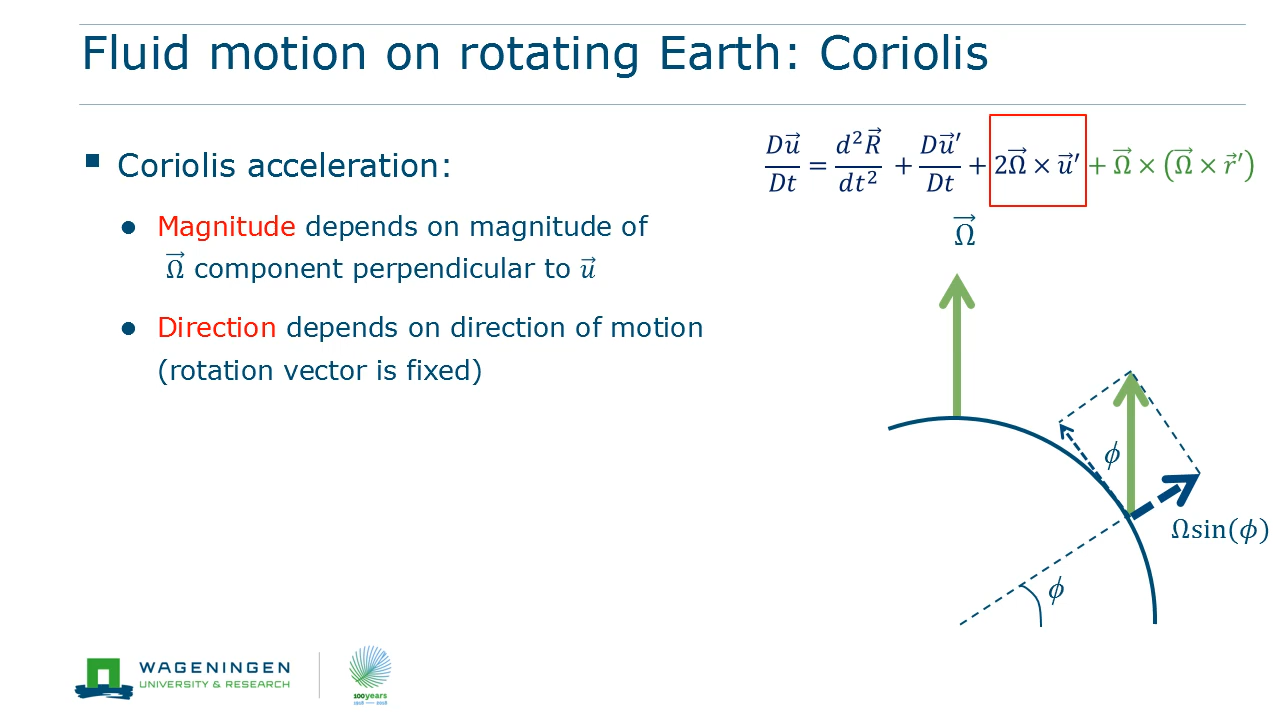 Fluid motion on rotating Earth: Coriolis
▪ Coriolis acceleration:
● Magnitude depends on magnitude of
Ω⃗ component perpendicular to u⃗
● Direction depends on direction of motion
(rotation vector is fixed)
Du⃗/Dt = d²R⃗/dt² + Du⃗′/Dt + 2Ω⃗ × u⃗′ + Ω⃗ × (Ω⃗ × r⃗′)
Ω⃗
ϕ
Ωsin(ϕ)
ϕ
WAGENINGEN
UNIVERSITY & RESEARCH
100years
1918 — 2018